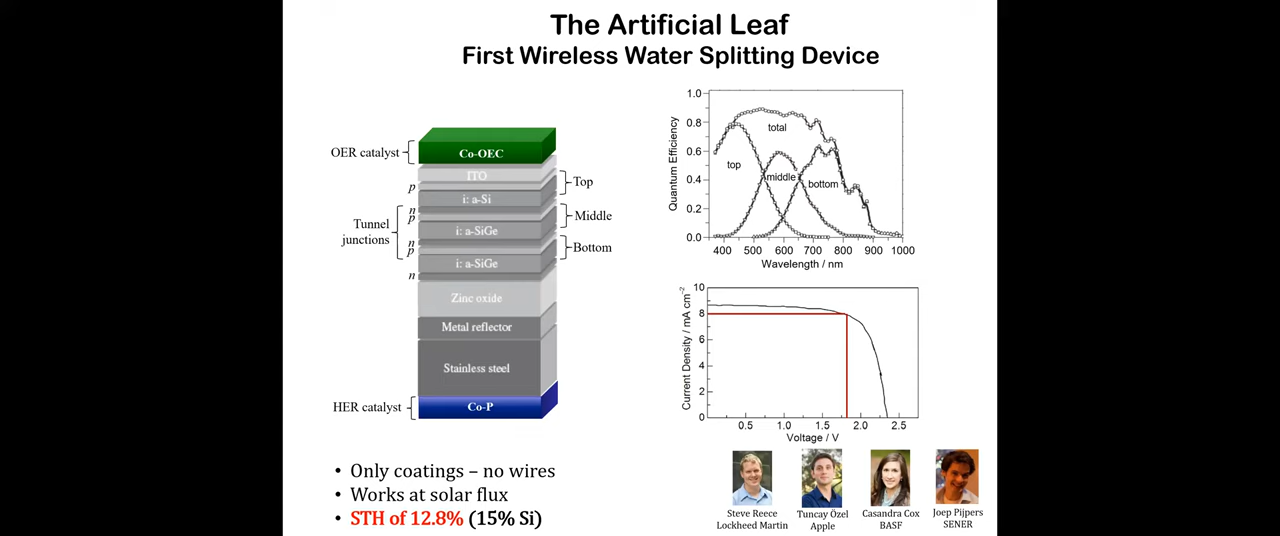 The Artificial Leaf
First Wireless Water Splitting Device
OER catalyst
Co-OEC
ITO
Top
p
i: a-Si
n
p
Middle
Tunnel
junctions
i: a-SiGe
n
p
Bottom
i: a-SiGe
n
Zinc oxide
Metal reflector
Stainless steel
HER catalyst
Co-P
Quantum Efficiency
1.0
0.8
0.6
0.4
0.2
0.0
total
top
middle
bottom
400 500 600 700 800 900 1000
Wavelength / nm
Current Density / mA cm⁻²
10
8
6
4
2
0
0.5 1.0 1.5 2.0 2.5
Voltage / V
• Only coatings – no wires
• Works at solar flux
• STH of 12.8% (15% Si)
Steve Reece
Lockheed Martin
Tuncay Özel
Apple
Casandra Cox
BASF
Joep Pijpers
SENER